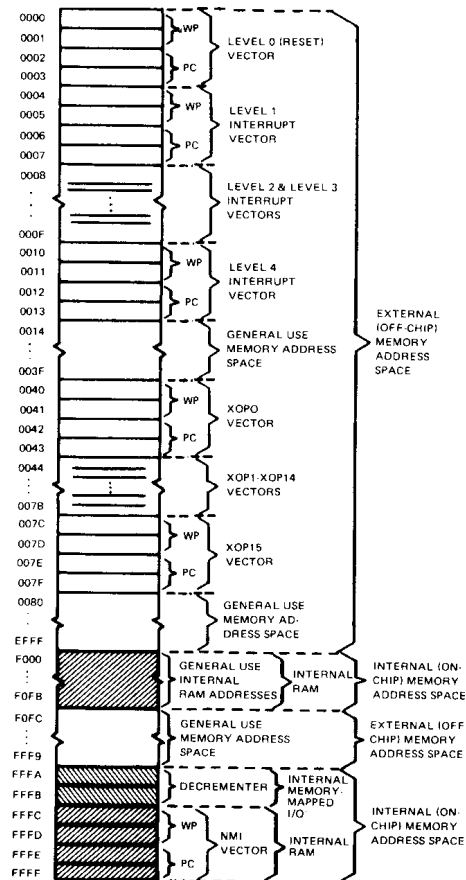 0000
0001
WP
LEVEL 0 (RESET)
VECTOR
0002
0003
PC
0004
0005
WP
LEVEL 1
INTERRUPT
VECTOR
0006
0007
PC
0008
000F
LEVEL 2 & LEVEL 3
INTERRUPT
VECTORS
0010
0011
WP
LEVEL 4
INTERRUPT
VECTOR
0012
0013
PC
0014
003F
GENERAL USE
MEMORY ADDRESS
SPACE
EXTERNAL
(OFF-CHIP)
MEMORY
ADDRESS
SPACE
0040
0041
WP
XOP0
VECTOR
0042
0043
PC
0044
007B
XOP1-XOP14
VECTORS
007C
007D
WP
XOP15
VECTOR
007E
007F
PC
0080
EFFF
GENERAL USE
MEMORY AD-
DRESS SPACE
F000
F0FB
GENERAL USE
INTERNAL
RAM ADDRESSES
INTERNAL
RAM
INTERNAL (ON-
CHIP) MEMORY
ADDRESS SPACE
F0FC
FFF9
GENERAL USE
MEMORY ADDRESS
SPACE
EXTERNAL (OFF
CHIP) MEMORY
ADDRESS SPACE
FFFA
FFFB
DECREMENTER
INTERNAL
MEMORY-
MAPPED
I/O
FFFC
FFFD
WP
NMI
VECTOR
INTERNAL
RAM
INTERNAL (ON-
CHIP) MEMORY
ADDRESS SPACE
FFFE
FFFF
PC